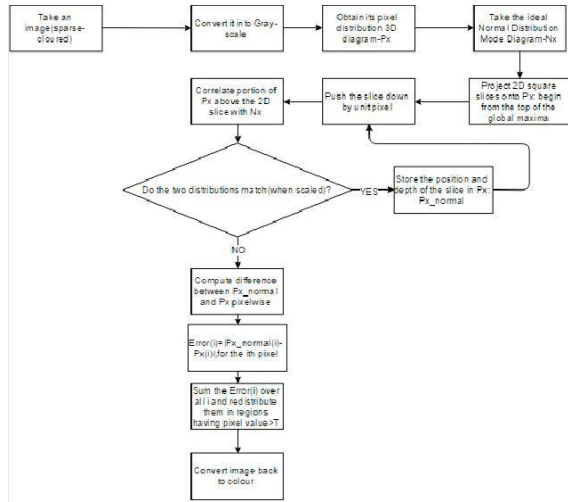 Take an
image(sparse-
cloured)
Convert it into Gray-
scale
Obtain its pixel
distribution 3D
diagram-Px
Take the ideal
Normal Distribution
Mode Diagram-Nx
Correlate portion of
Px above the 2D
slice with Nx
Push the slice down
by unit pixel
Project 2D square
slices onto Px: begin
from the top of the
global maxima
Do the two distributions match(when scaled)?
YES
Store the position and
depth of the slice in Px:
Px_normal
NO
Compute difference
between Px_normal
and Px pixelwise
Error(i)= |Px_normal(i)-
Px(i)|,for the ith pixel
Sum the Error(i) over
all i and redistribute
them in regions
having pixel value>T
Convert image back
to colour